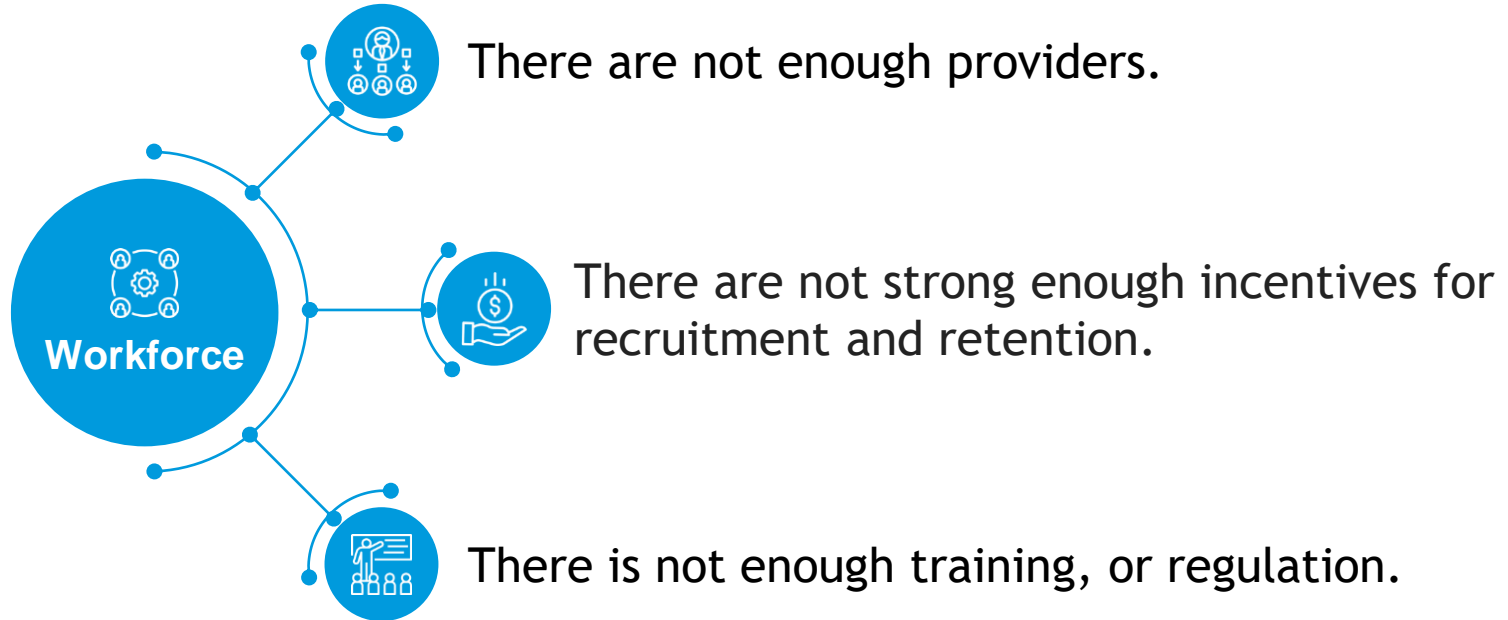 There are not enough providers.
Workforce
There are not strong enough incentives for
recruitment and retention.
There is not enough training, or regulation.